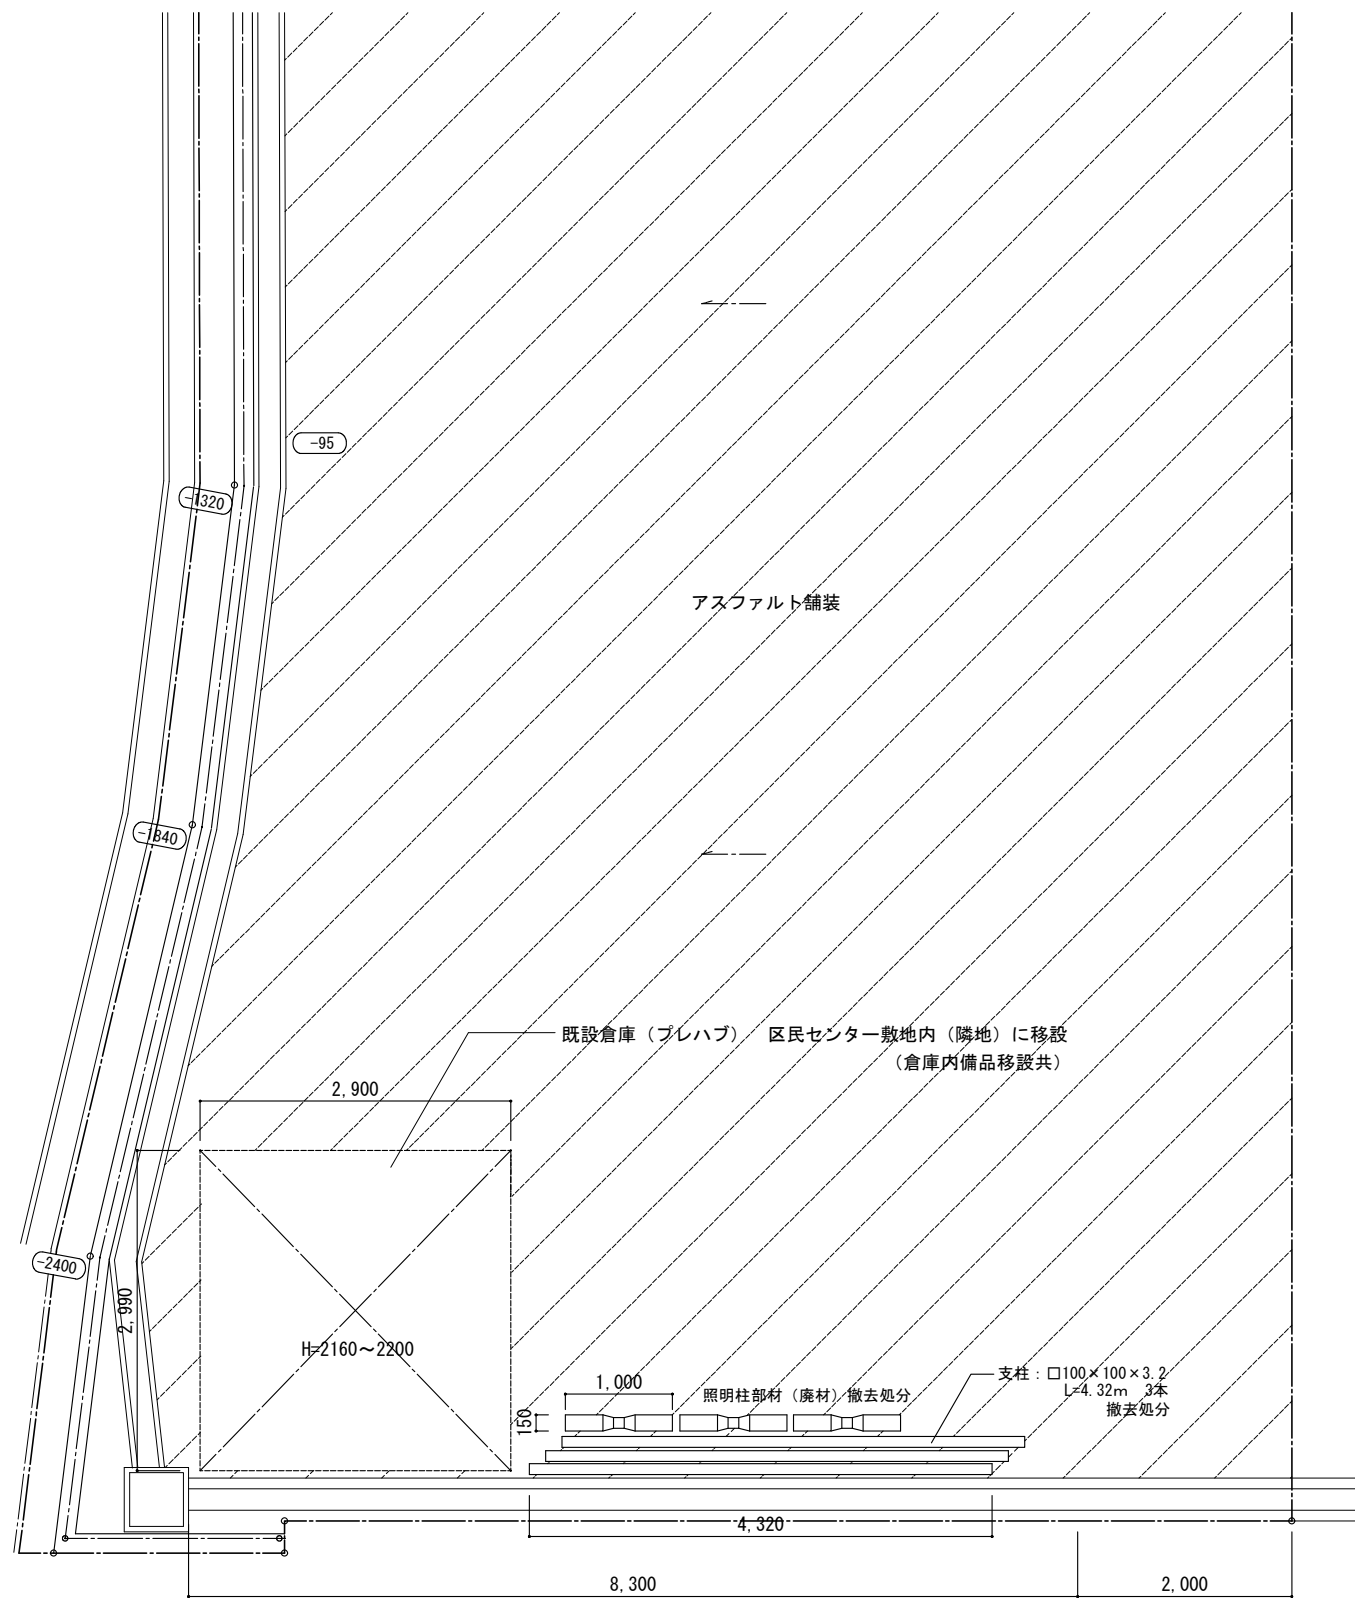 -95
-1320
アスファルト舗装
-1840
既設倉庫（プレハブ）　区民センター敷地内（隣地）に移設
（倉庫内備品移設共）
2,900
-2400
2,990
H=2160～2200
1,000
照明柱部材（廃材）撤去処分
150
支柱：□100×100×3.2
L=4.32m　3本
撤去処分
4,320
8,300
2,000